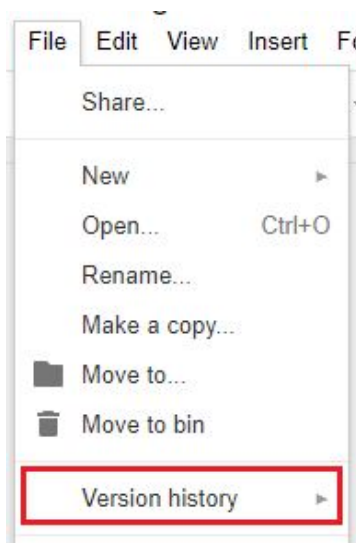 File Edit View Insert
Share...
New
Open... Ctrl+O
Rename...
Make a copy...
Move to...
Move to bin
Version history